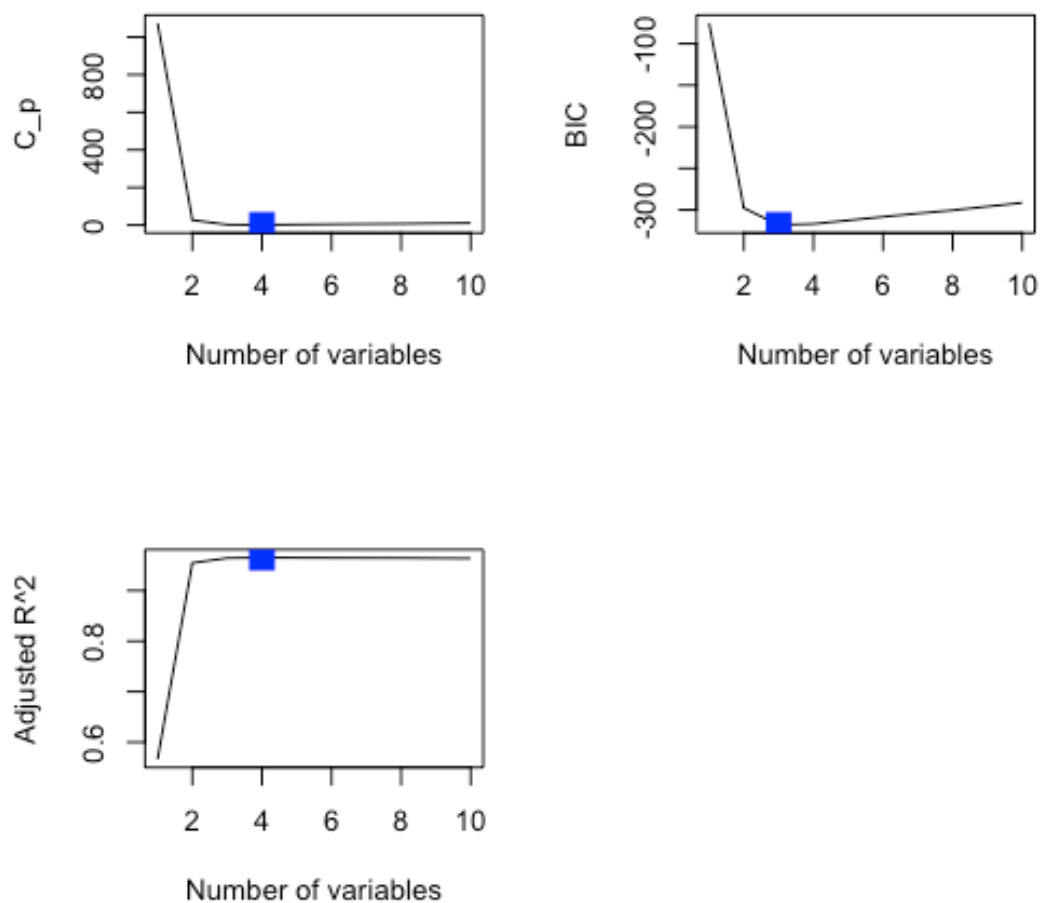 C_p
0
400
800
2 4 6 8 10
Number of variables
BIC
-300
-200
-100
2 4 6 8 10
Number of variables
Adjusted R^2
0.6
0.8
2 4 6 8 10
Number of variables